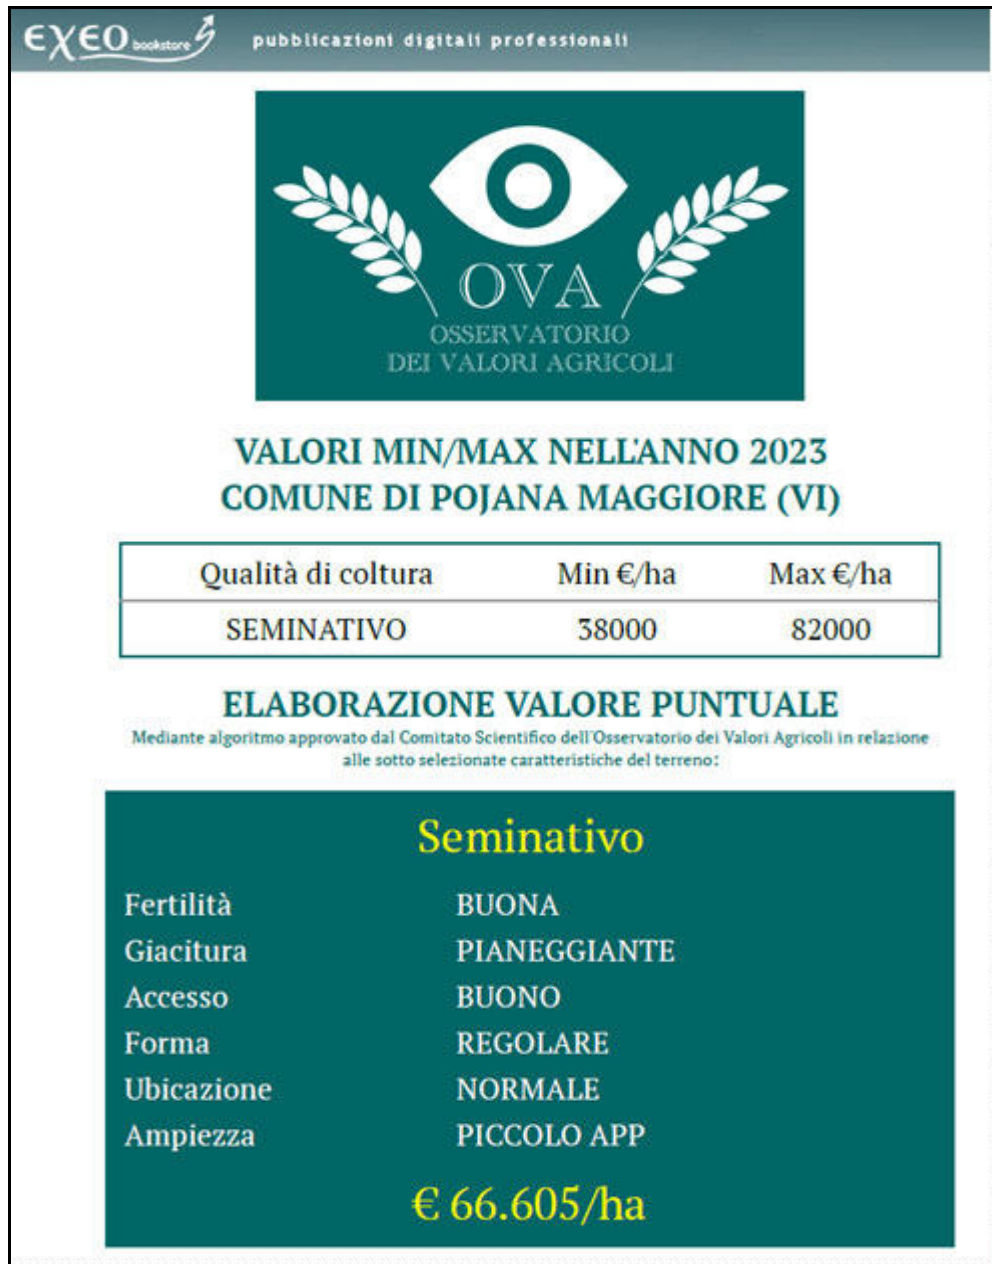 EXEO bookstore pubblicazioni digitali professionali
OVA
OSSERVATORIO
DEI VALORI AGRICOLI
VALORI MIN/MAX NELL'ANNO 2023
COMUNE DI POJANA MAGGIORE (VI)
Qualità di coltura Min €/ha Max €/ha
SEMINATIVO 38000 82000
ELABORAZIONE VALORE PUNTUALE
Mediante algoritmo approvato dal Comitato Scientifico dell'Osservatorio dei Valori Agricoli in relazione
alle sotto selezionate caratteristiche del terreno:
Seminativo
Fertilità BUONA
Giacitura PIANEGGIANTE
Accesso BUONO
Forma REGOLARE
Ubicazione NORMALE
Ampiezza PICCOLO APP
€ 66.605/ha